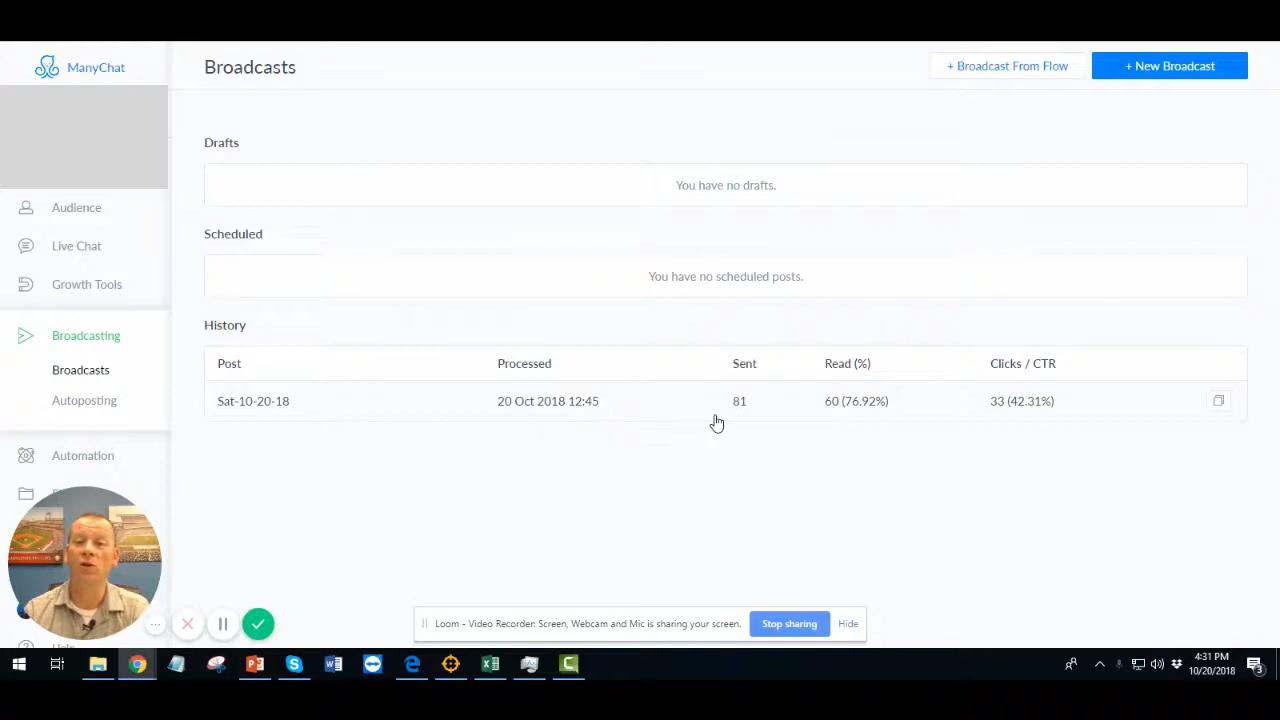 ManyChat
Broadcasts
+ Broadcast From Flow
+ New Broadcast
Drafts
You have no drafts.
Audience
Scheduled
Live Chat
You have no scheduled posts.
Growth Tools
History
Broadcasting
Post Processed Sent Read (%) Clicks / CTR
Broadcasts
Sat-10-20-18 20 Oct 2018 12:45 81 60 (76.92%) 33 (42.31%)
Autoposting
Automation
Loom - Video Recorder: Screen, Webcam and Mic is sharing your screen.
Stop sharing
Hide
4:31 PM
10/20/2018
3